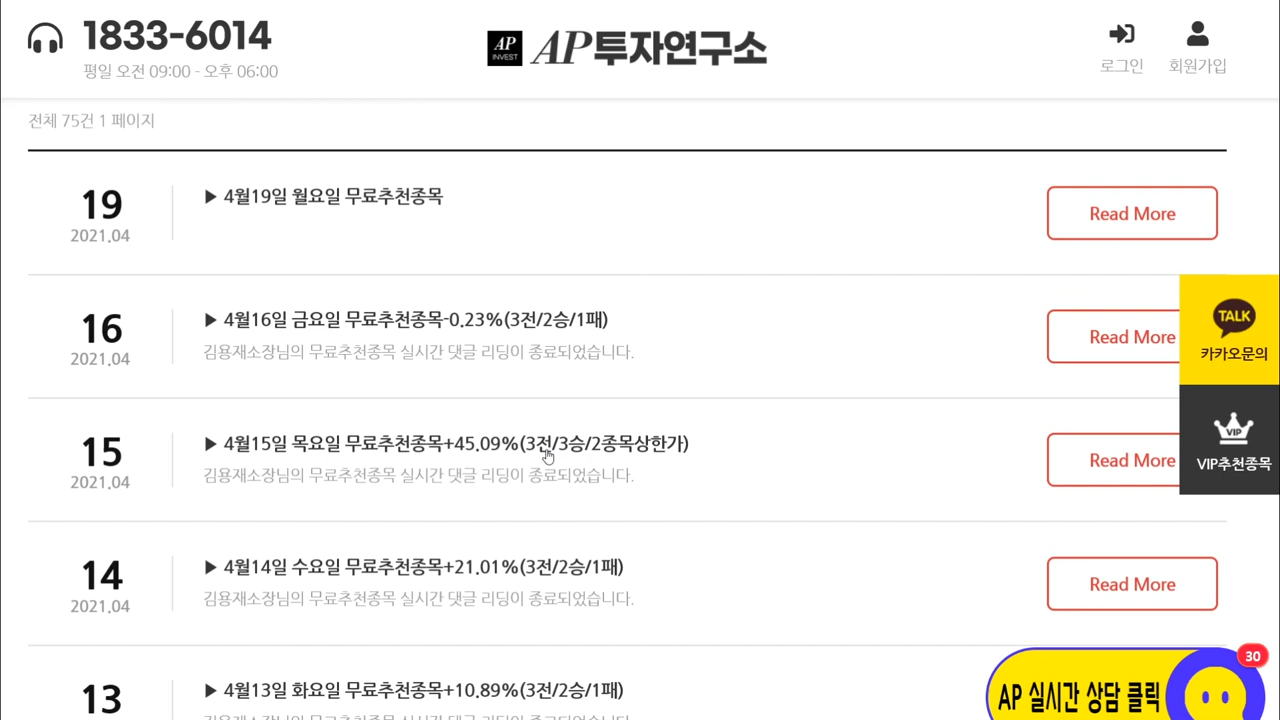 1833-6014
평일 오전 09:00 - 오후 06:00
AP
INVEST
AP투자연구소
로그인
회원가입
전체 75건 1 페이지
19
2021.04
▶ 4월19일 월요일 무료추천종목
Read More
16
2021.04
▶ 4월16일 금요일 무료추천종목-0.23%(3전/2승/1패)
김용재소장님의 무료추천종목 실시간 댓글 리딩이 종료되었습니다.
Read More
TALK
카카오문의
15
2021.04
▶ 4월15일 목요일 무료추천종목+45.09%(3전/3승/2종목상한가)
김용재소장님의 무료추천종목 실시간 댓글 리딩이 종료되었습니다.
Read More
VIP
VIP추천종목
14
2021.04
▶ 4월14일 수요일 무료추천종목+21.01%(3전/2승/1패)
김용재소장님의 무료추천종목 실시간 댓글 리딩이 종료되었습니다.
Read More
13
▶ 4월13일 화요일 무료추천종목+10.89%(3전/2승/1패)
AP 실시간 상담 클릭
30